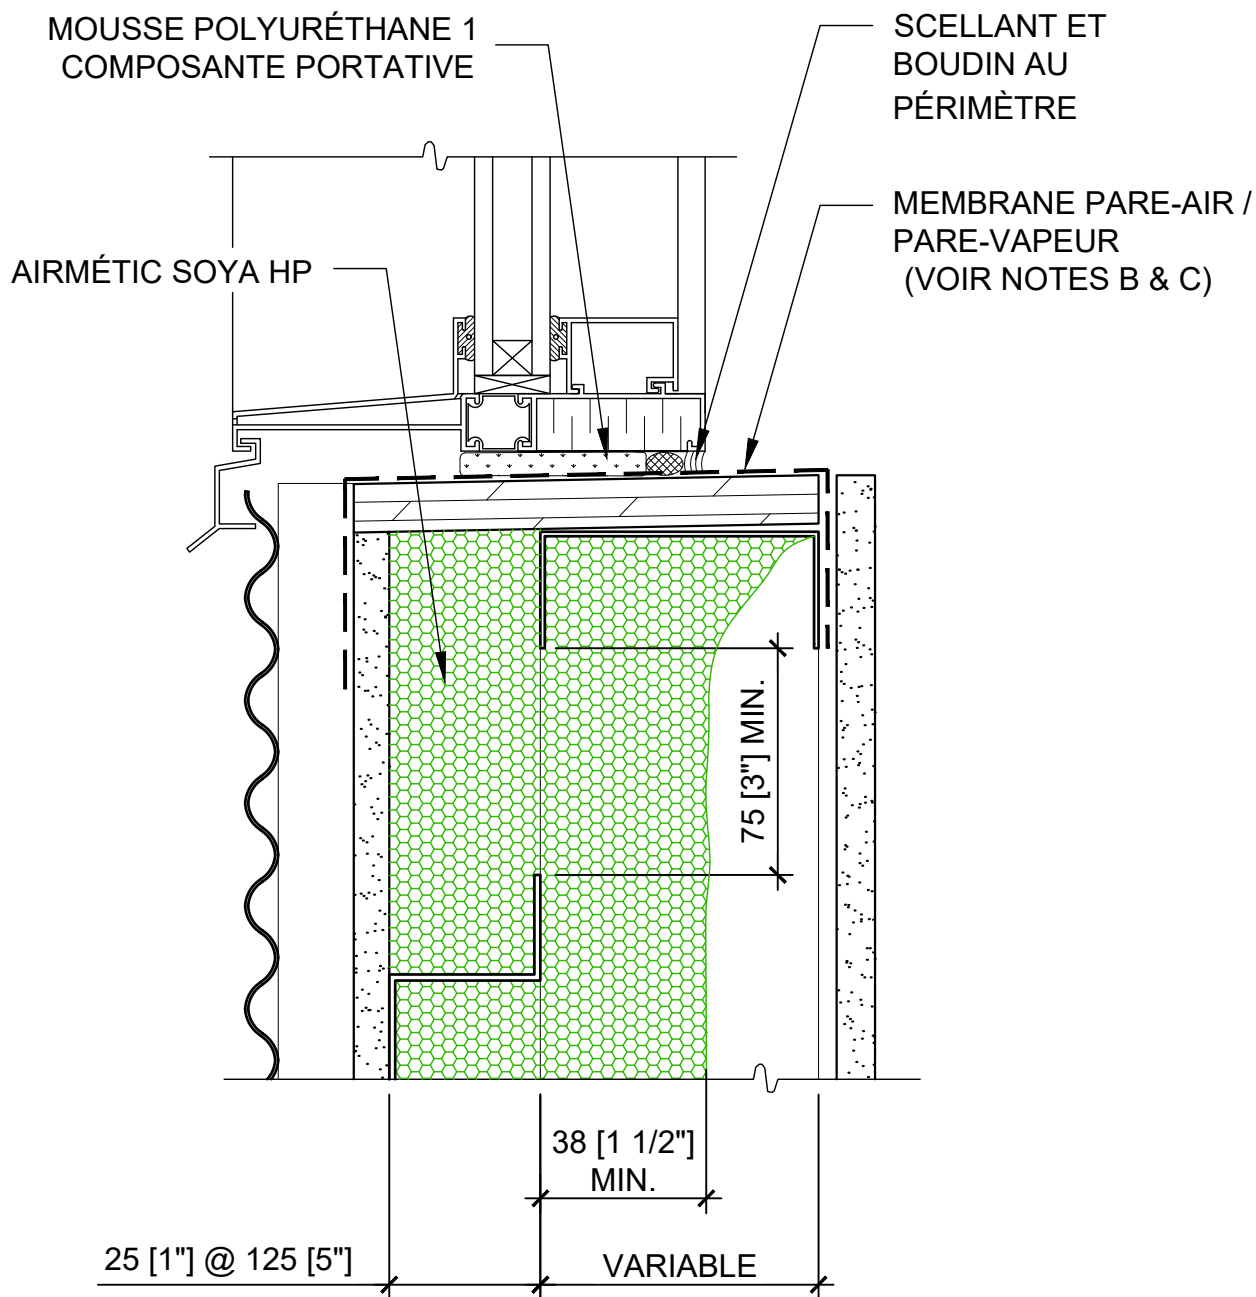 MOUSSE POLYURÉTHANE 1
COMPOSANTE PORTATIVE
SCELLANT ET
BOUDIN AU
PÉRIMÈTRE
MEMBRANE PARE-AIR /
PARE-VAPEUR
(VOIR NOTES B & C)
AIRMÉTIC SOYA HP
75 [3"] MIN.
38 [1 1/2"]
MIN.
25 [1"] @ 125 [5"]
VARIABLE